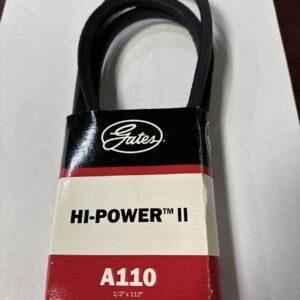 Gates
HI-POWER™ II
A110
1/2" x 112"